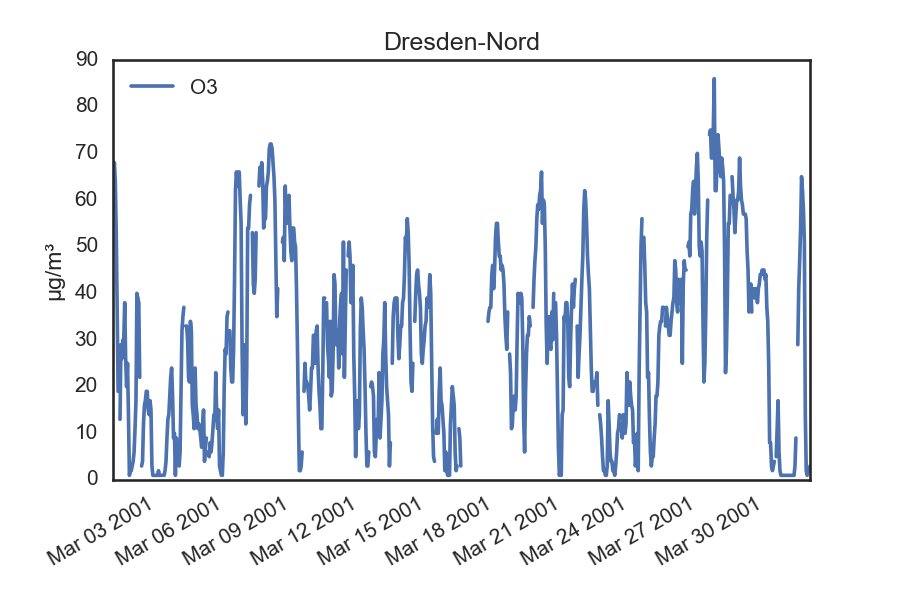 Dresden-Nord
90
80
70
60
50
40
30
20
10
0
µg/m³
O3
Mar 03 2001
Mar 06 2001
Mar 09 2001
Mar 12 2001
Mar 15 2001
Mar 18 2001
Mar 21 2001
Mar 24 2001
Mar 27 2001
Mar 30 2001